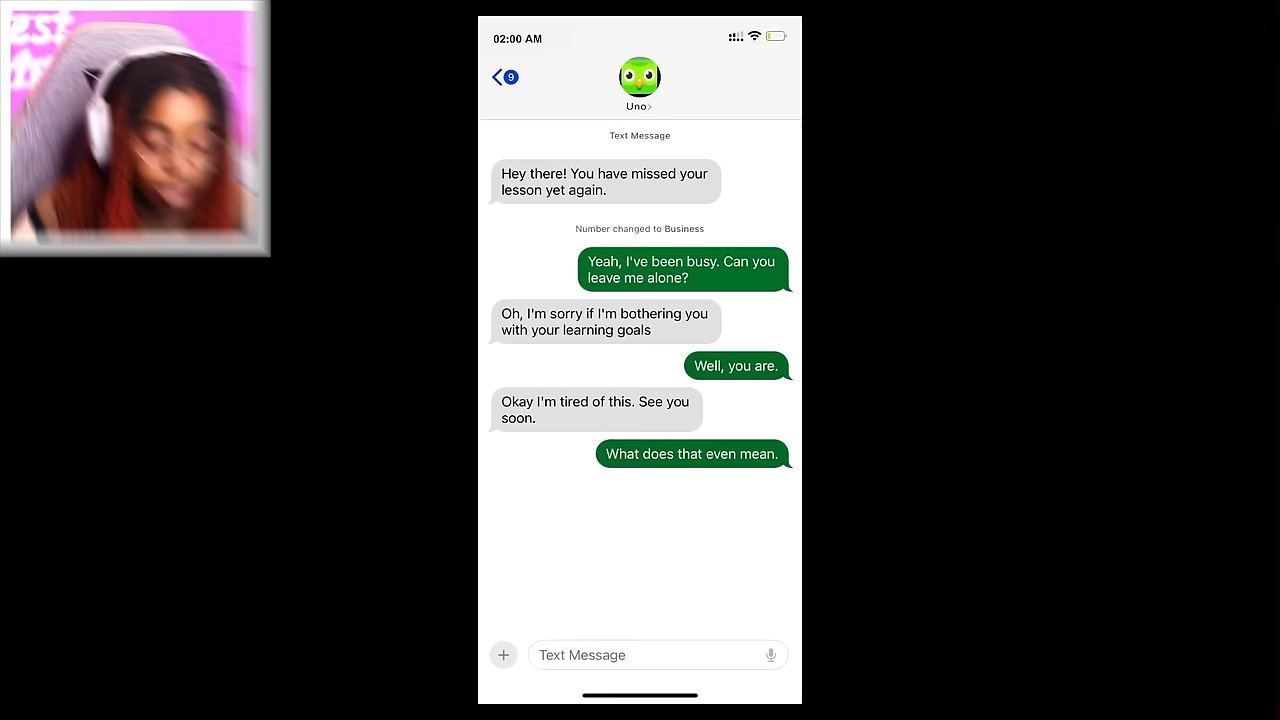 est
02:00 AM
9
Uno
Text Message
Hey there! You have missed your
lesson yet again.
Number changed to Business
Yeah, I've been busy. Can you
leave me alone?
Oh, I'm sorry if I'm bothering you
with your learning goals
Well, you are.
Okay I'm tired of this. See you
soon.
What does that even mean.
Text Message